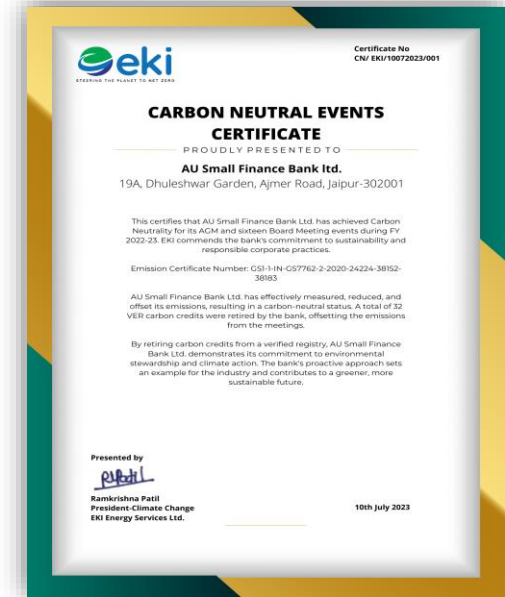 eki
STEERING THE PLANET TO NET ZERO
Certificate No
CN/ EKI/10072023/001
CARBON NEUTRAL EVENTS
CERTIFICATE
PROUDLY PRESENTED TO
AU Small Finance Bank ltd.
19A, Dhuleshwar Garden, Ajmer Road, Jaipur-302001
This certifies that AU Small Finance Bank Ltd. has achieved Carbon
Neutrality for its AGM and sixteen Board Meeting events during FY
2022-23. EKI commends the bank's commitment to sustainability and
responsible corporate practices.
Emission Certificate Number: GS1-1-IN-GS7762-2-2020-24224-38152-
38183
AU Small Finance Bank Ltd. has effectively measured, reduced, and
offset its emissions, resulting in a carbon-neutral status. A total of 32
VER carbon credits were retired by the bank, offsetting the emissions
from the meetings.
By retiring carbon credits from a verified registry, AU Small Finance
Bank Ltd. demonstrates its commitment to environmental
stewardship and climate action. The bank's proactive approach sets
an example for the industry and contributes to a greener, more
sustainable future.
Presented by
Ramkrishna Patil
President-Climate Change
EKI Energy Services Ltd.
10th July 2023